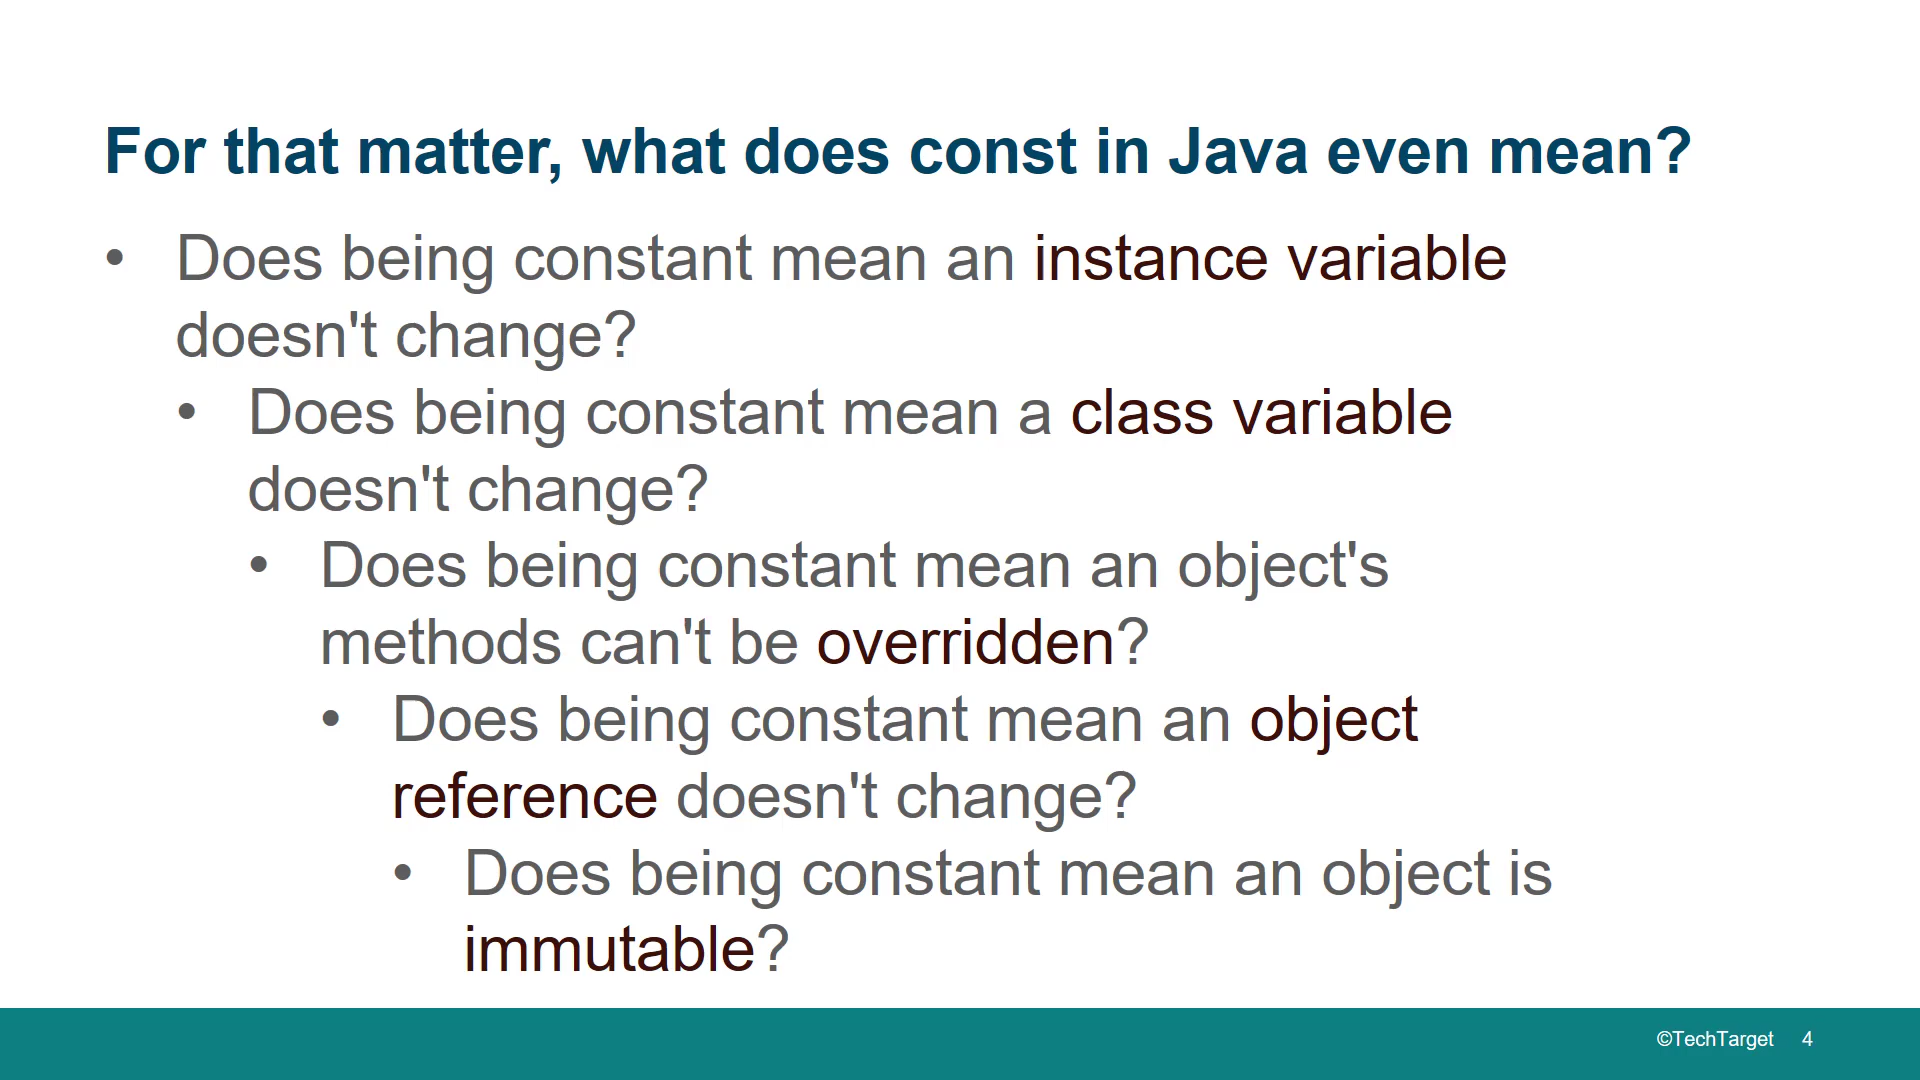 For that matter, what does const in Java even mean?
• Does being constant mean an instance variable
doesn't change?
• Does being constant mean a class variable
doesn't change?
• Does being constant mean an object's
methods can't be overridden?
• Does being constant mean an object
reference doesn't change?
• Does being constant mean an object is
immutable?
©TechTarget 4